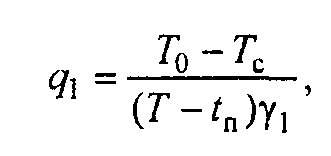 q₁ = (T₀ − T_с) / ((T − t_п)γ₁),